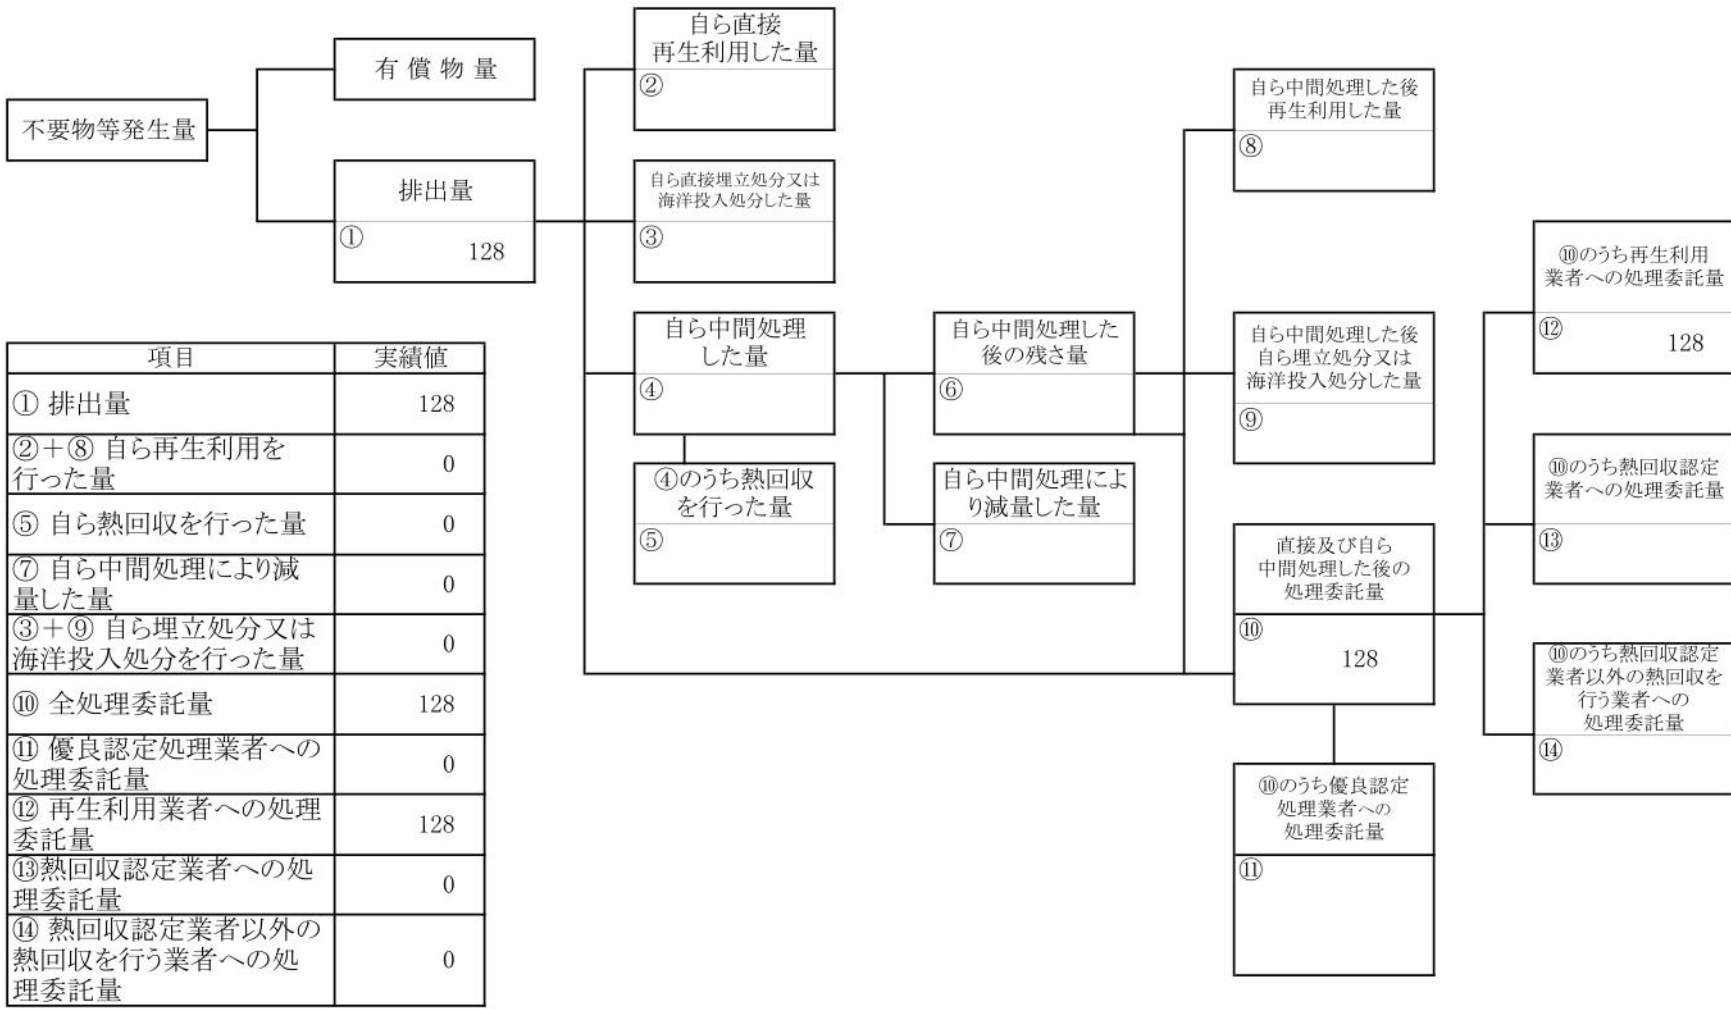 不要物等発生量
有 償 物 量
排出量
①
128
自ら直接
再生利用した量
②
自ら直接埋立処分又は
海洋投入処分した量
③
自ら中間処理
した量
④
④のうち熱回収
を行った量
⑤
自ら中間処理した
後の残さ量
⑥
自ら中間処理によ
り減量した量
⑦
自ら中間処理した後
再生利用した量
⑧
自ら中間処理した後
自ら埋立処分又は
海洋投入処分した量
⑨
直接及び自ら
中間処理した後の
処理委託量
⑩
128
⑩のうち優良認定
処理業者への
処理委託量
⑪
⑩のうち再生利用
業者への処理委託量
⑫
128
⑩のうち熱回収認定
業者への処理委託量
⑬
⑩のうち熱回収認定
業者以外の熱回収を
行う業者への
処理委託量
⑭
項目 実績値
① 排出量 128
②＋⑧ 自ら再生利用を
行った量 0
⑤ 自ら熱回収を行った量 0
⑦ 自ら中間処理により減
量した量 0
③＋⑨ 自ら埋立処分又は
海洋投入処分を行った量 0
⑩ 全処理委託量 128
⑪ 優良認定処理業者への
処理委託量 0
⑫ 再生利用業者への処理
委託量 128
⑬熱回収認定業者への処
理委託量 0
⑭ 熱回収認定業者以外の
熱回収を行う業者への処
理委託量 0